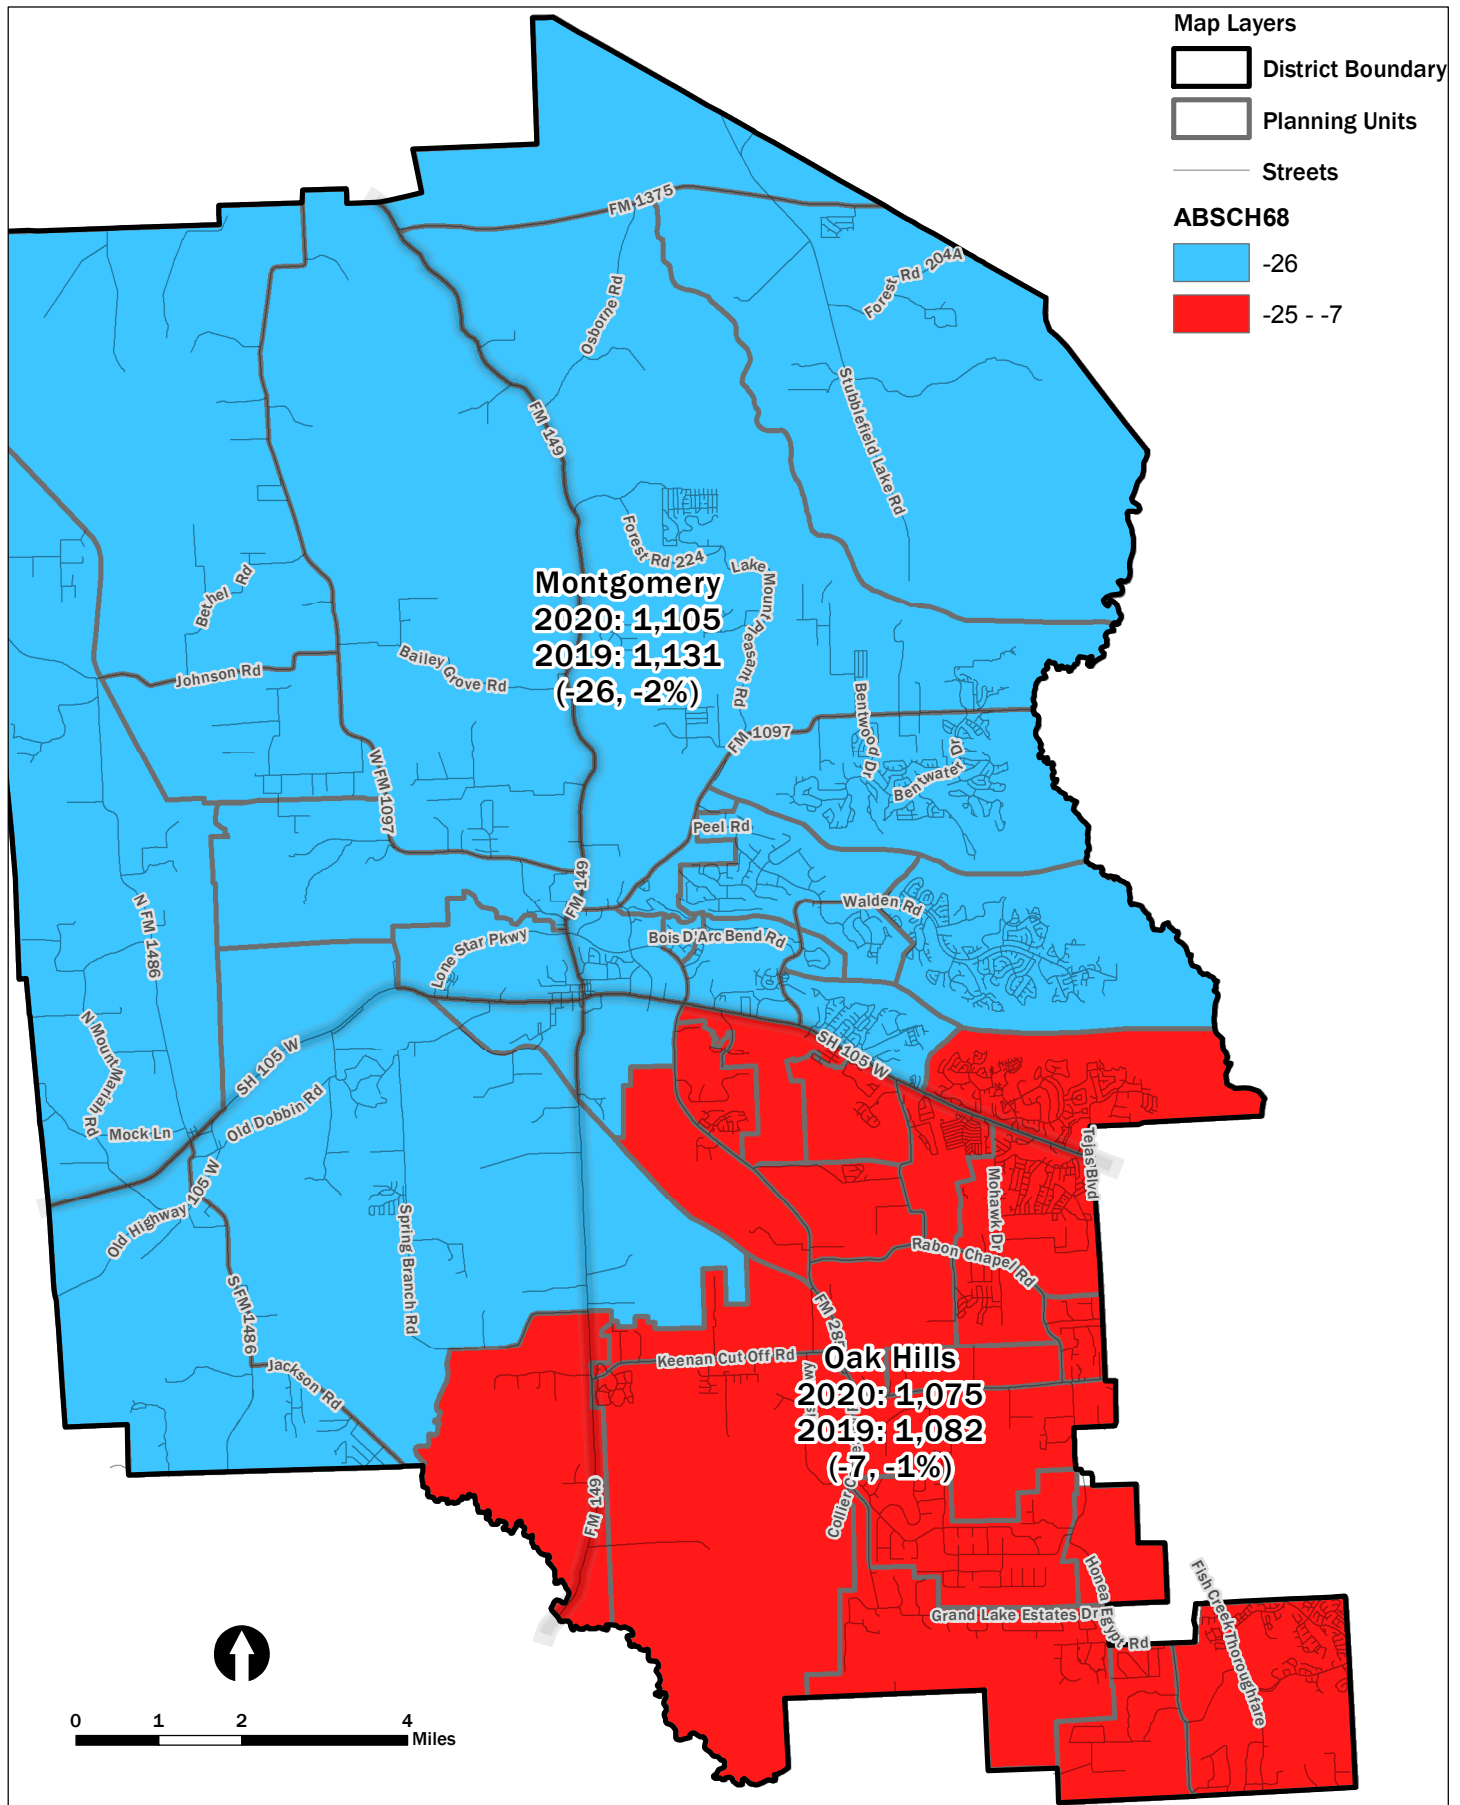 Map Layers
District Boundary
Planning Units
Streets
ABSCH68
-26
-25 - -7
FM 1375
Forest Rd 204A
Osborne Rd
FM 149
Stubblefield Lake Rd
Forest Rd 224
Lake Mount Pleasant Rd
Bethel Rd
Montgomery
2020: 1,105
2019: 1,131
(-26, -2%)
Johnson Rd
Bailey Grove Rd
Bentwood Dr
FM 1097
Bentwater Dr
W FM 1097
Peel Rd
FM 149
Walden Rd
N FM 1486
Lone Star Pkwy
Bois D'Arc Bend Rd
N Mount Mariah Rd
SH 105 W
SH 105 W
Old Dobbin Rd
Mock Ln
Tejas Blvd
Old Highway 105 W
Mohawk Dr
Spring Branch Rd
Rabon Chapel Rd
S FM 1486
FM 285
Keenan Cut Off Rd
Jackson Rd
Oak Hills
2020: 1,075
2019: 1,082
(-7, -1%)
Collier C
FM 149
Honea Egypt Rd
Fish Creek Thoroughfare
Grand Lake Estates Dr
0 1 2 4
Miles